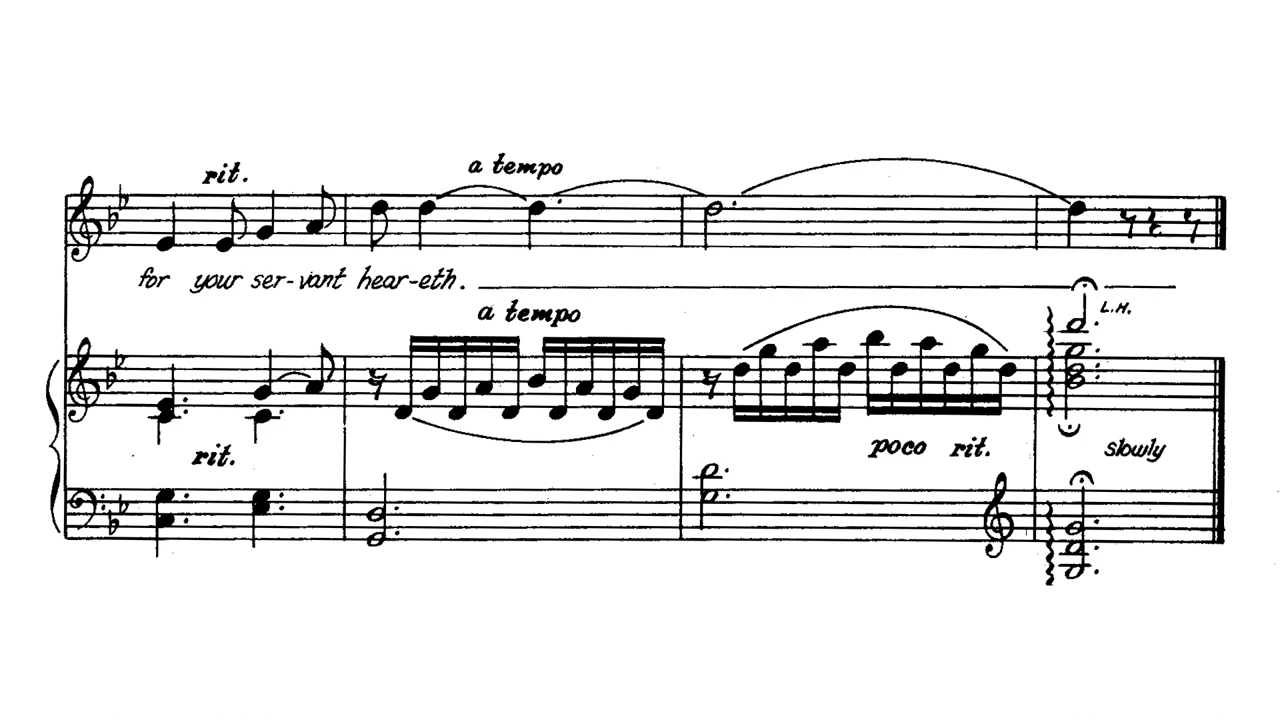 rit.
a tempo
for your ser-vant hear-eth.
a tempo
L.H.
rit.
poco rit.
slowly